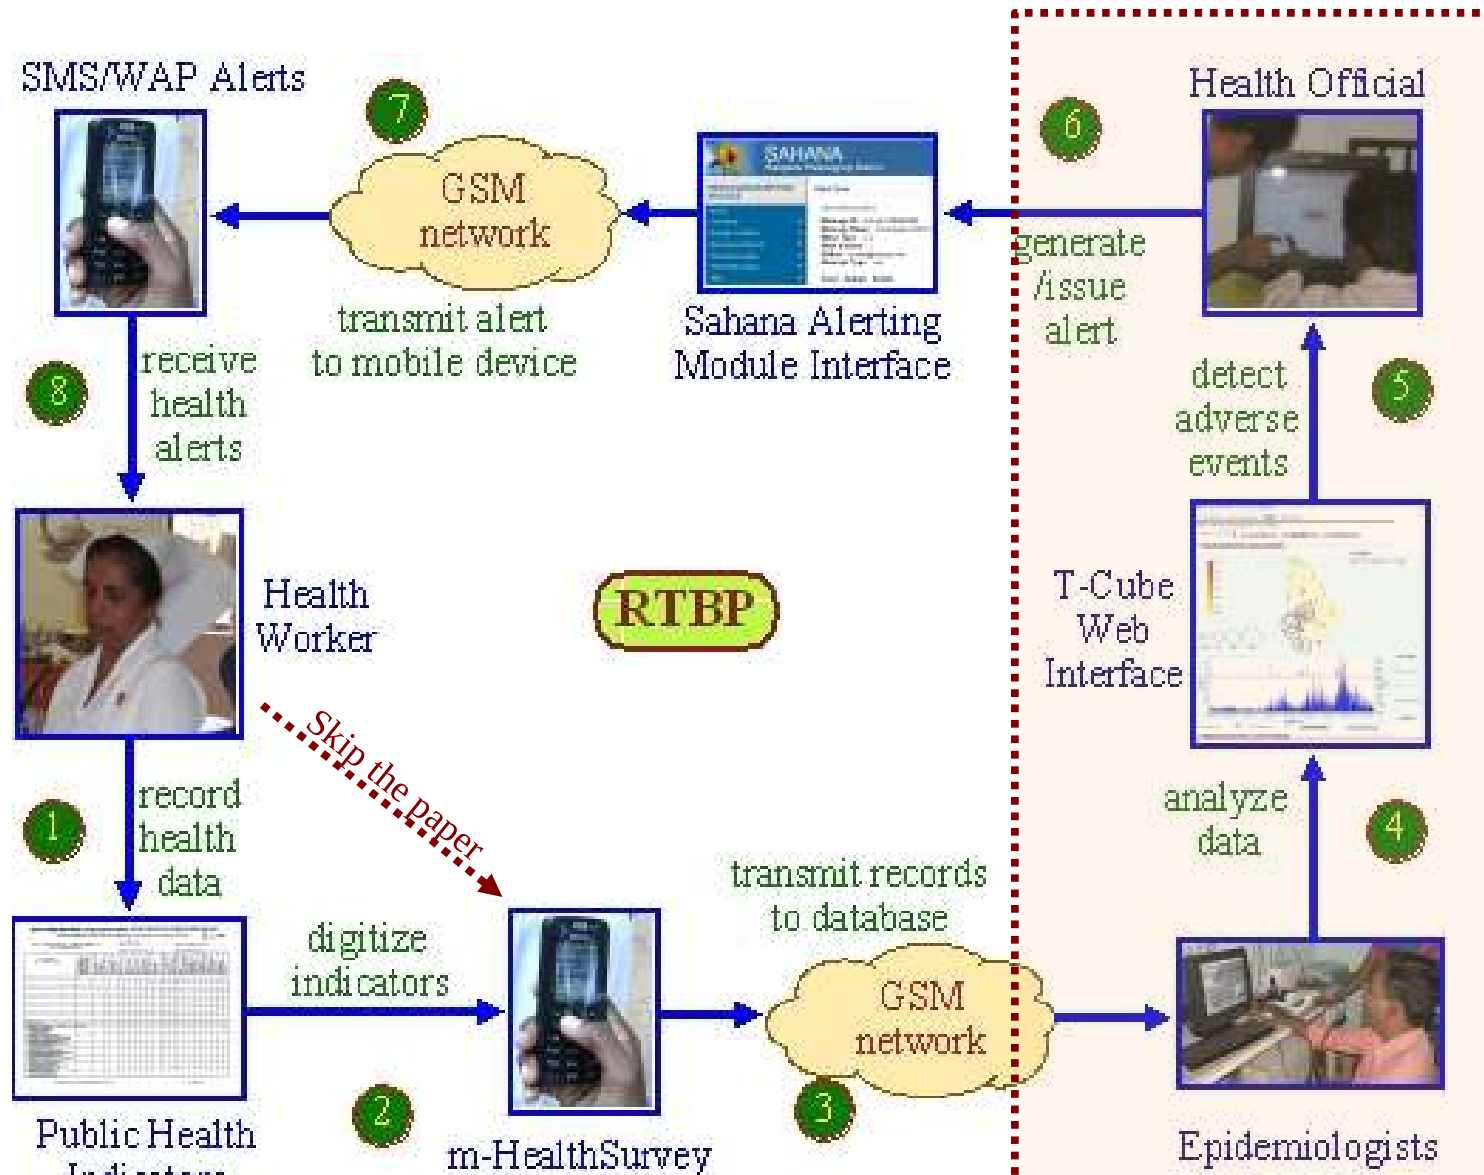 SMS/WAP Alerts
7
GSM
network
transmit alert
to mobile device
SAHANA
Sahana Alerting
Module Interface
6
generate
/issue
alert
Health Official
8
receive
health
alerts
detect
adverse
events
5
Health
Worker
RTBP
T-Cube
Web
Interface
Skip the paper
1
record
health
data
analyze
data
4
digitize
indicators
transmit records
to database
GSM
network
2
3
Public Health
Indicators
m-HealthSurvey
Epidemiologists